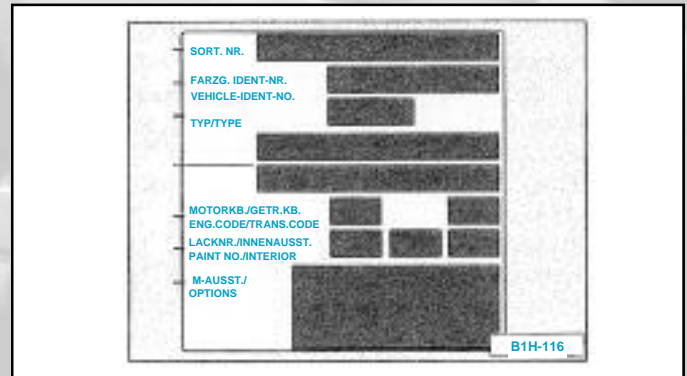 SORT. NR.
FARZG. IDENT-NR.
VEHICLE-IDENT-NO.
TYP/TYPE
MOTORKB./GETR.KB.
ENG.CODE/TRANS.CODE
LACKNR./INNENAUSST.
PAINT NO./INTERIOR
M-AUSST./
OPTIONS
B1H-116